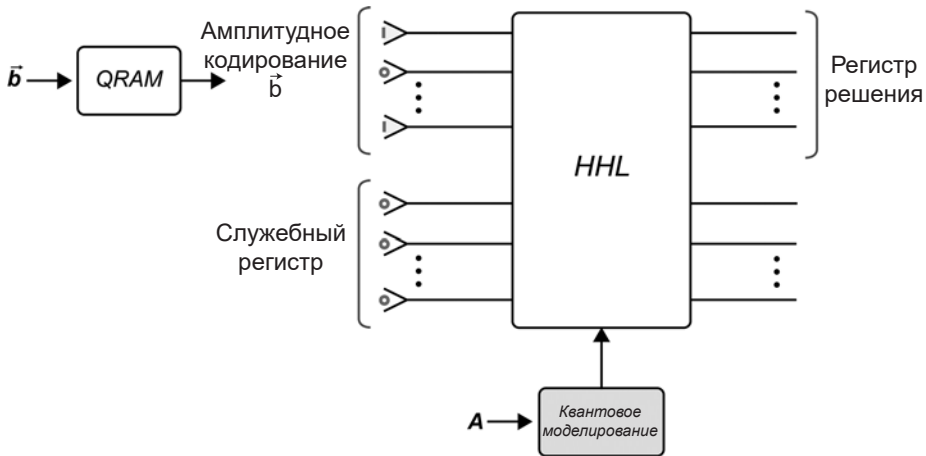 b⃗
QRAM
Амплитудное
кодирование
b⃗
Регистр
решения
HHL
Служебный
регистр
A
Квантовое
моделирование